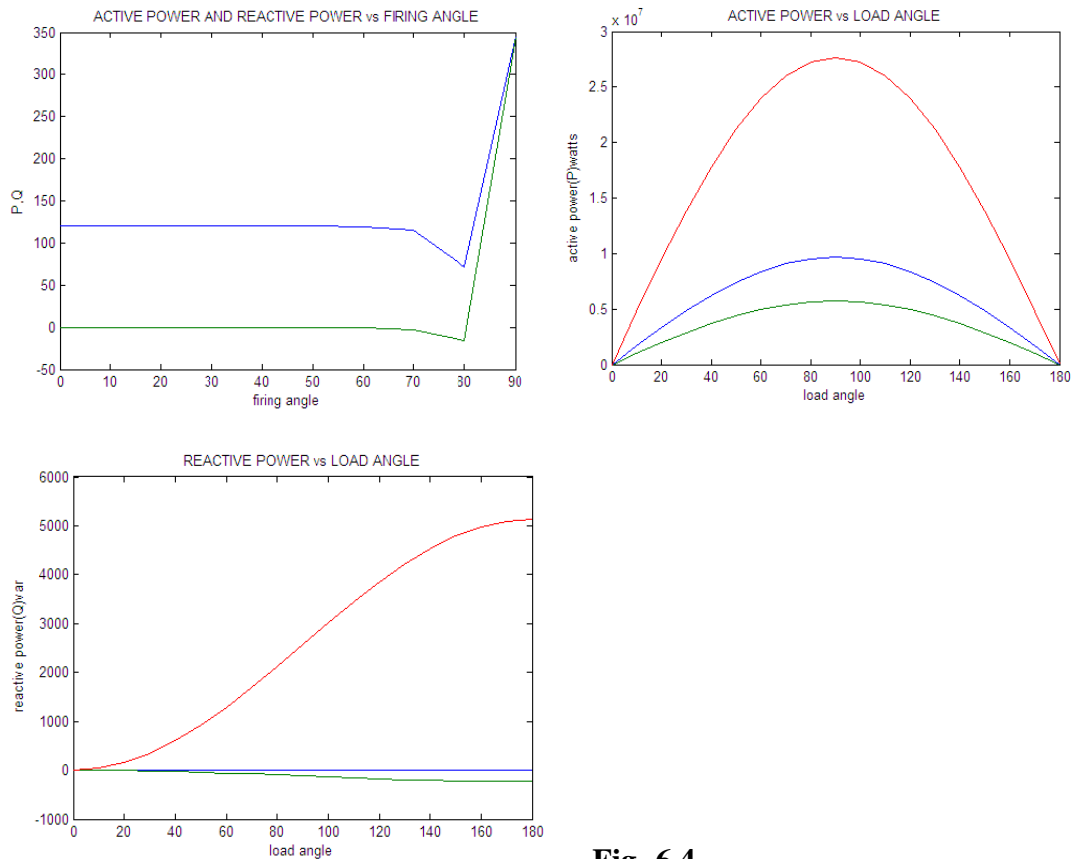 ACTIVE POWER AND REACTIVE POWER vs FIRING ANGLE
350
300
250
200
150
100
50
0
-50
P,Q
0 10 20 30 40 50 60 70 80 90
firing angle
ACTIVE POWER vs LOAD ANGLE
x 10^7
3
2.5
2
1.5
1
0.5
0
active power(P)watts
0 20 40 60 80 100 120 140 160 180
load angle
REACTIVE POWER vs LOAD ANGLE
6000
5000
4000
3000
2000
1000
0
-1000
reactive power(Q)var
0 20 40 60 80 100 120 140 160 180
load angle
Fig. 6.4